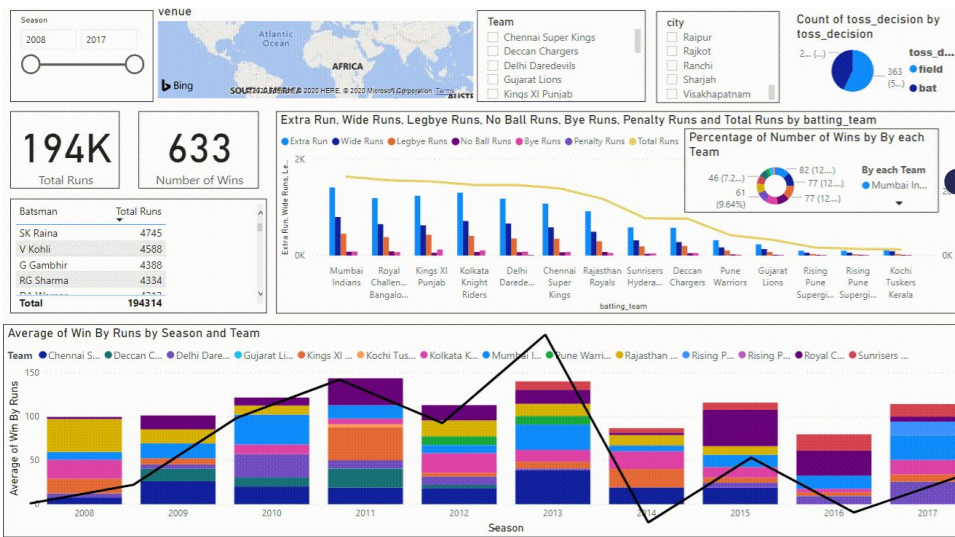 Season
2008 2017
venue
Atlantic
Ocean
AFRICA
Bing
© 2020 HERE, © 2020 Microsoft Corporation Terms
Team
Chennai Super Kings
Deccan Chargers
Delhi Daredevils
Gujarat Lions
Kings XI Punjab
city
Raipur
Rajkot
Ranchi
Sharjah
Visakhapatnam
Count of toss_decision by
toss_decision
2... (...)
363
(5...)
toss_d...
field
bat
194K
Total Runs
633
Number of Wins
Batsman Total Runs
SK Raina 4745
V Kohli 4588
G Gambhir 4388
RG Sharma 4334
Total 194314
Extra Run, Wide Runs, Legbye Runs, No Ball Runs, Bye Runs, Penalty Runs and Total Runs by batting_team
Extra Run Wide Runs Legbye Runs No Ball Runs Bye Runs Penalty Runs Total Runs
Extra Run, Wide Runs, Le...
2K
0K
0K
Mumbai Indians
Royal Challen... Bangalo...
Kings XI Punjab
Kolkata Knight Riders
Delhi Darede...
Chennai Super Kings
Rajasthan Royals
Sunrisers Hydera...
Deccan Chargers
Pune Warriors
Gujarat Lions
Rising Pune Supergi...
Rising Pune Supergi...
Kochi Tuskers Kerala
batting_team
Percentage of Number of Wins by By each
Team
46 (7.2...)
61
(9.64%)
82 (12....)
77 (12....)
77 (12....)
By each Team
Mumbai In...
Average of Win By Runs by Season and Team
Team Chennai S... Deccan C... Delhi Dare... Gujarat Li... Kings XI ... Kochi Tus... Kolkata K... Mumbai I... Pune Warri... Rajasthan ... Rising P... Rising P... Royal C... Sunrisers ...
Average of Win By Runs
150
100
50
0
2008 2009 2010 2011 2012 2013 2014 2015 2016 2017
Season